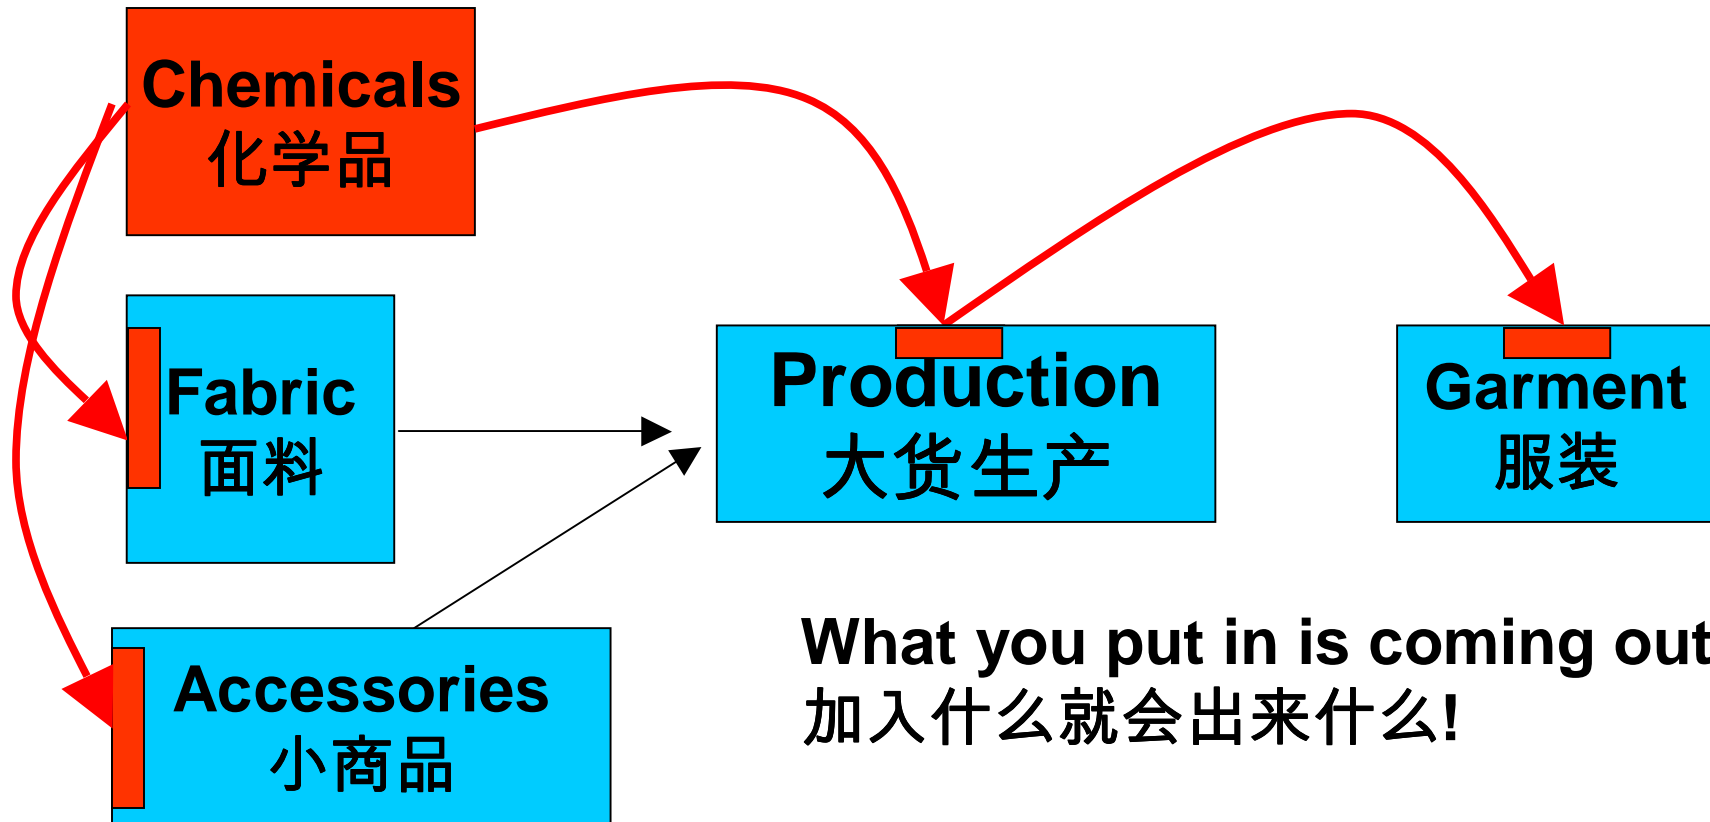 Chemicals
化学品
Fabric
面料
Accessories
小商品
Production
大货生产
Garment
服装
What you put in is coming out
加入什么就会出来什么!